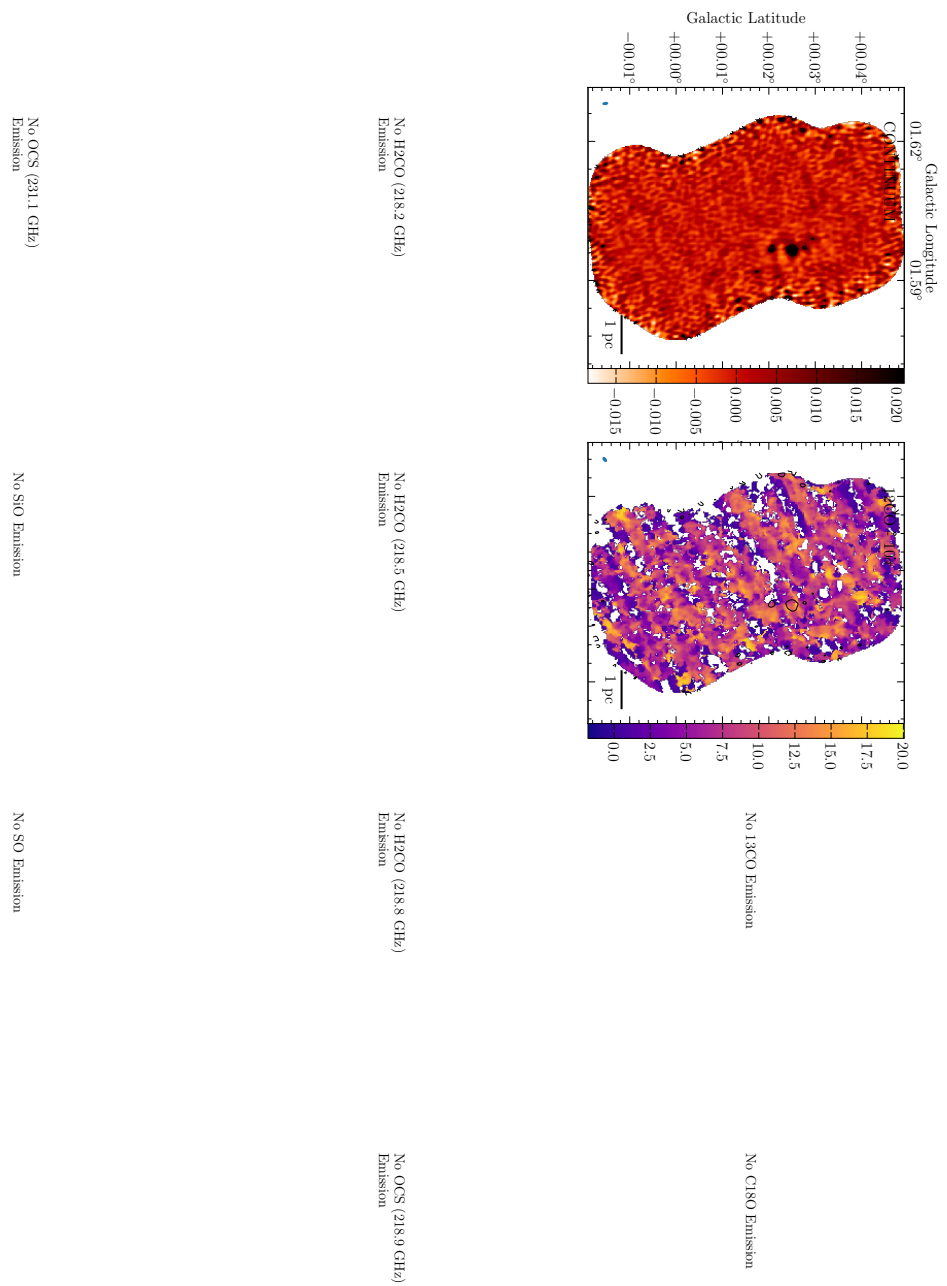 Galactic Longitude
01.62° 01.59°
Galactic Latitude
+00.04°
+00.03°
+00.02°
+00.01°
+00.00°
−00.01°
CONTINUUM
1 pc
0.020
0.015
0.010
0.005
0.000
−0.005
−0.010
−0.015
12CO
1 pc
20.0
17.5
15.0
12.5
10.0
7.5
5.0
2.5
0.0
No 13CO Emission
No C18O Emission
No H2CO (218.2 GHz)
Emission
No H2CO (218.5 GHz)
Emission
No H2CO (218.8 GHz)
Emission
No OCS (218.9 GHz)
Emission
No OCS (231.1 GHz)
Emission
No SiO Emission
No SO Emission